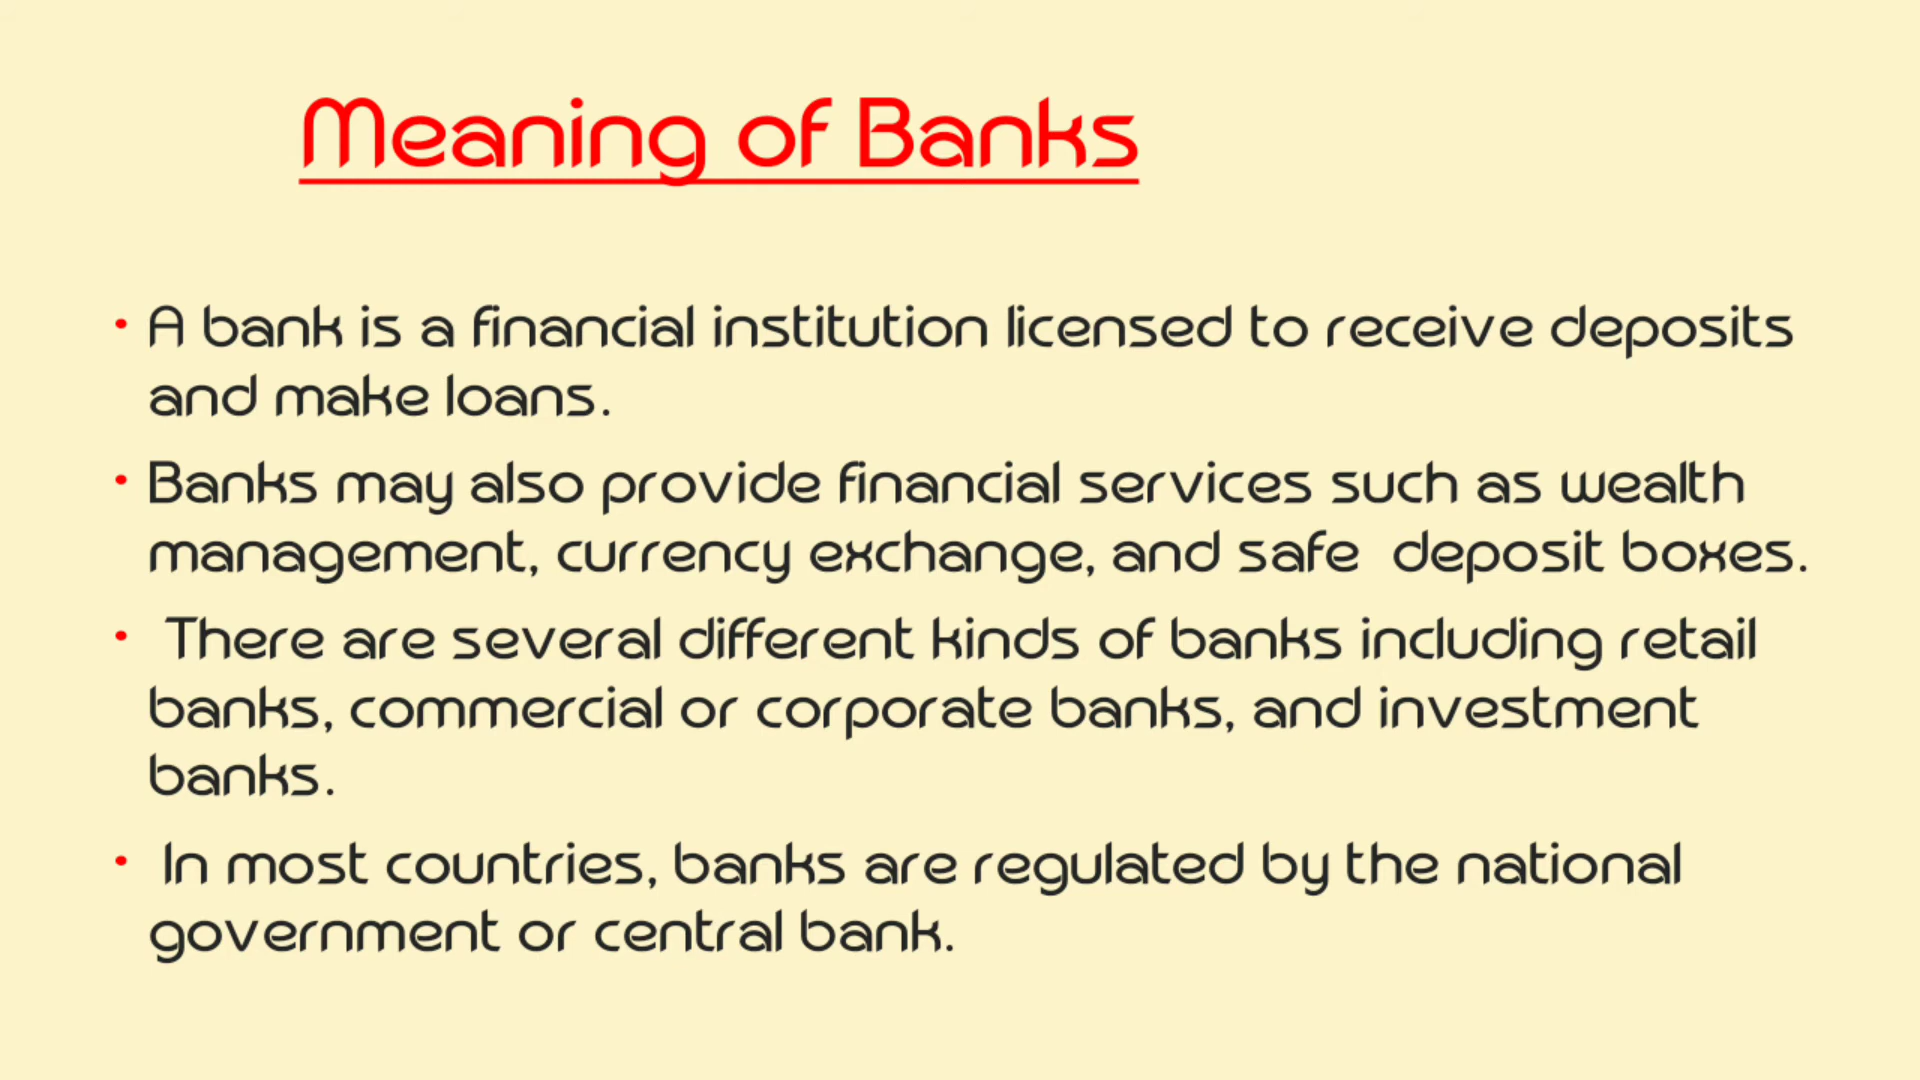 Meaning of Banks
• A bank is a financial institution licensed to receive deposits
and make loans.
• Banks may also provide financial services such as wealth
management, currency exchange, and safe  deposit boxes.
•  There are several different kinds of banks including retail
banks, commercial or corporate banks, and investment
banks.
•  In most countries, banks are regulated by the national
government or central bank.